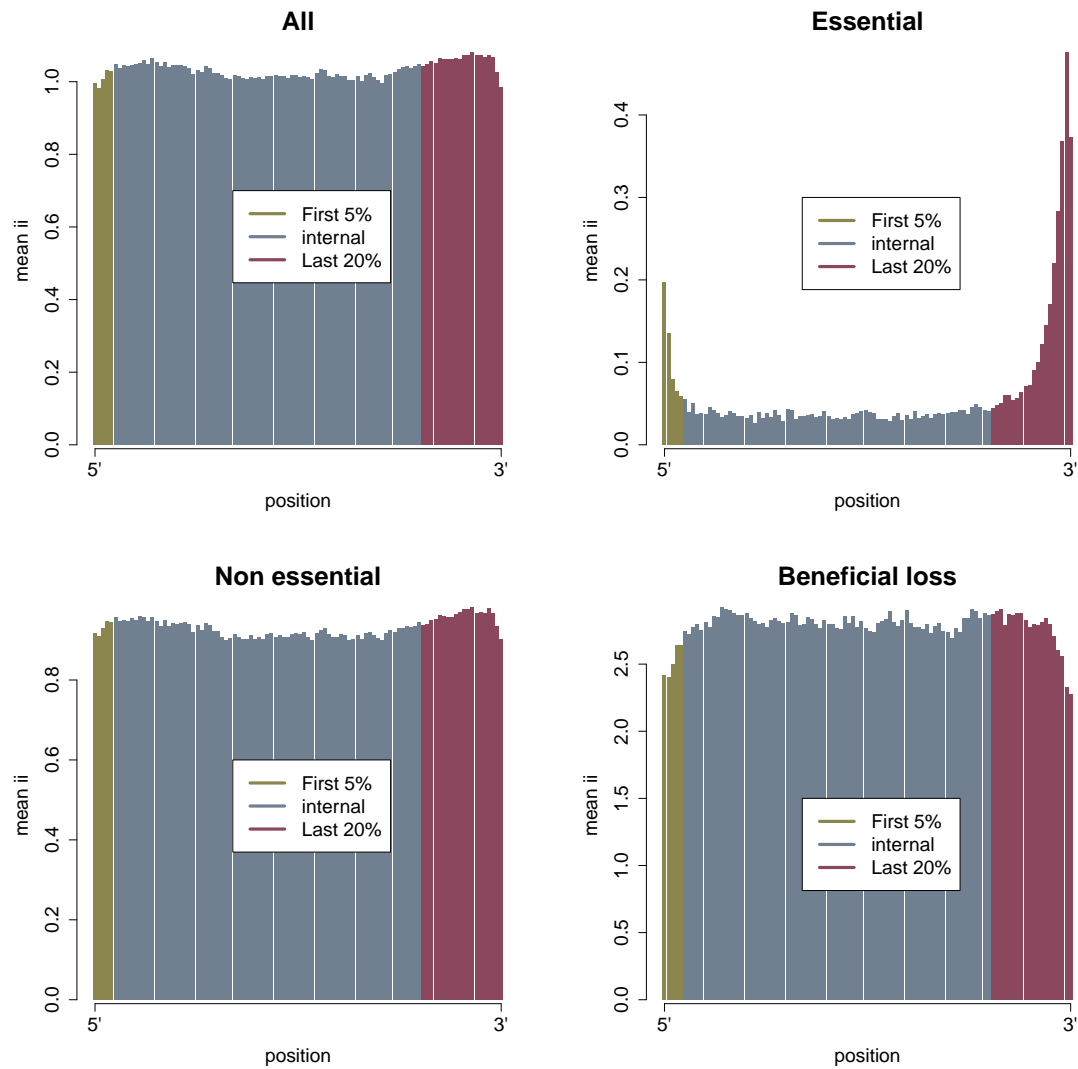 All
mean ii
0.0 0.2 0.4 0.6 0.8 1.0
First 5%
internal
Last 20%
5' 3'
position
Essential
mean ii
0.0 0.1 0.2 0.3 0.4
First 5%
internal
Last 20%
5' 3'
position
Non essential
mean ii
0.0 0.2 0.4 0.6 0.8
First 5%
internal
Last 20%
5' 3'
position
Beneficial loss
mean ii
0.0 0.5 1.0 1.5 2.0 2.5
First 5%
internal
Last 20%
5' 3'
position